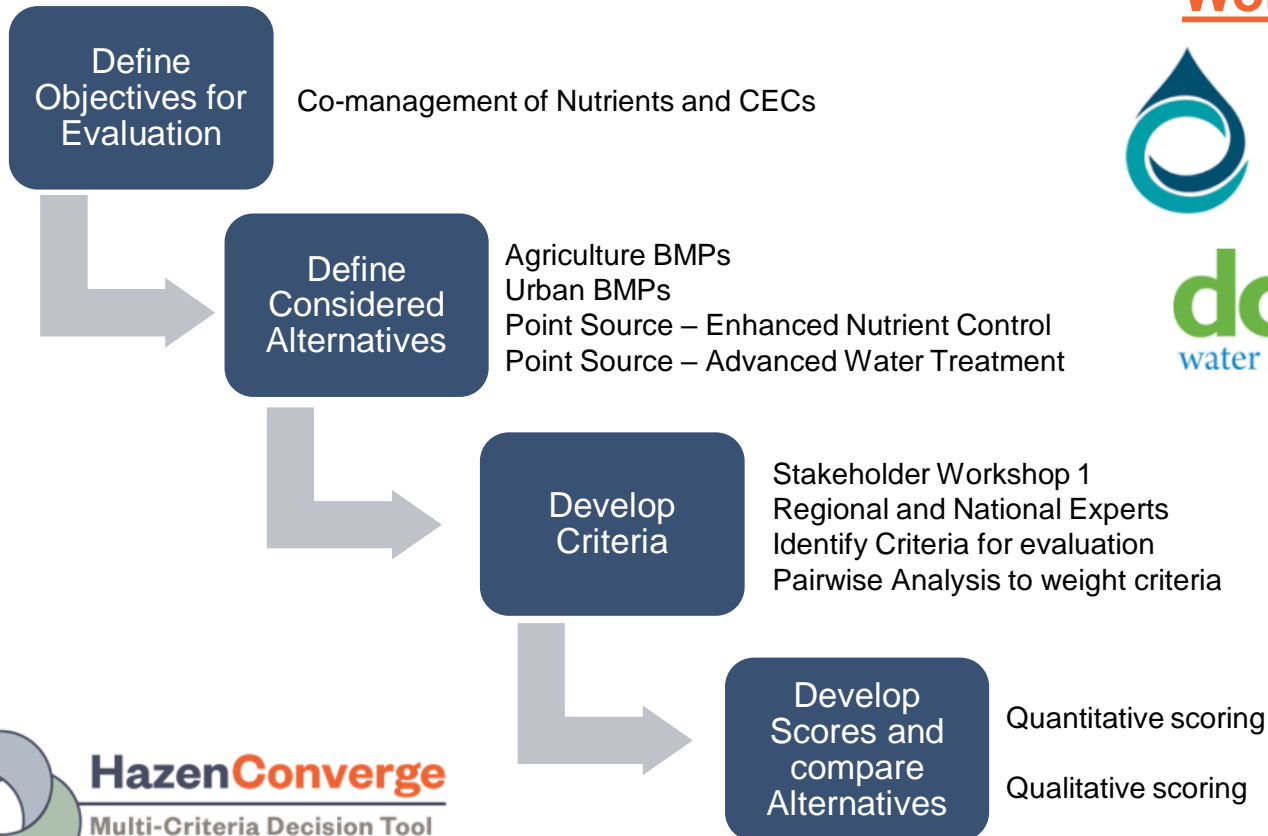 Define
Objectives for
Evaluation
Co-management of Nutrients and CECs
Define
Considered
Alternatives
Agriculture BMPs
Urban BMPs
Point Source – Enhanced Nutrient Control
Point Source – Advanced Water Treatment
water
Develop
Criteria
Stakeholder Workshop 1
Regional and National Experts
Identify Criteria for evaluation
Pairwise Analysis to weight criteria
Develop
Scores and
compare
Alternatives
Quantitative scoring
Qualitative scoring
HazenConverge
Multi-Criteria Decision Tool